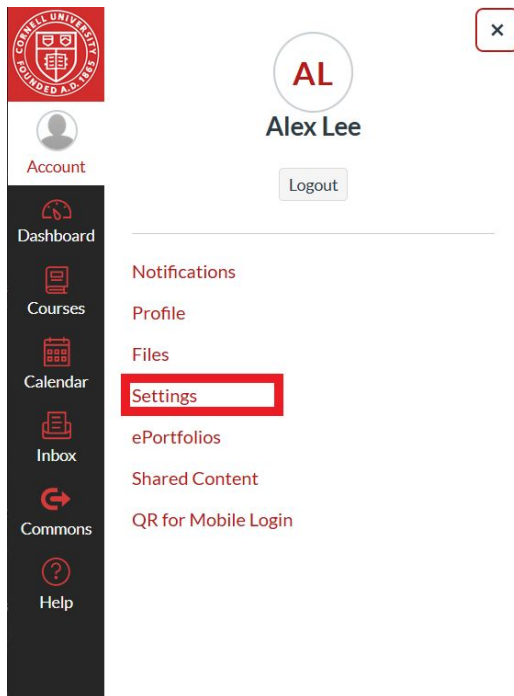 CORNELL UNIVERSITY
FOUNDED A.D. 1865
×
AL
Alex Lee
Logout
Account
Dashboard
Courses
Calendar
Inbox
Commons
Help
Notifications
Profile
Files
Settings
ePortfolios
Shared Content
QR for Mobile Login